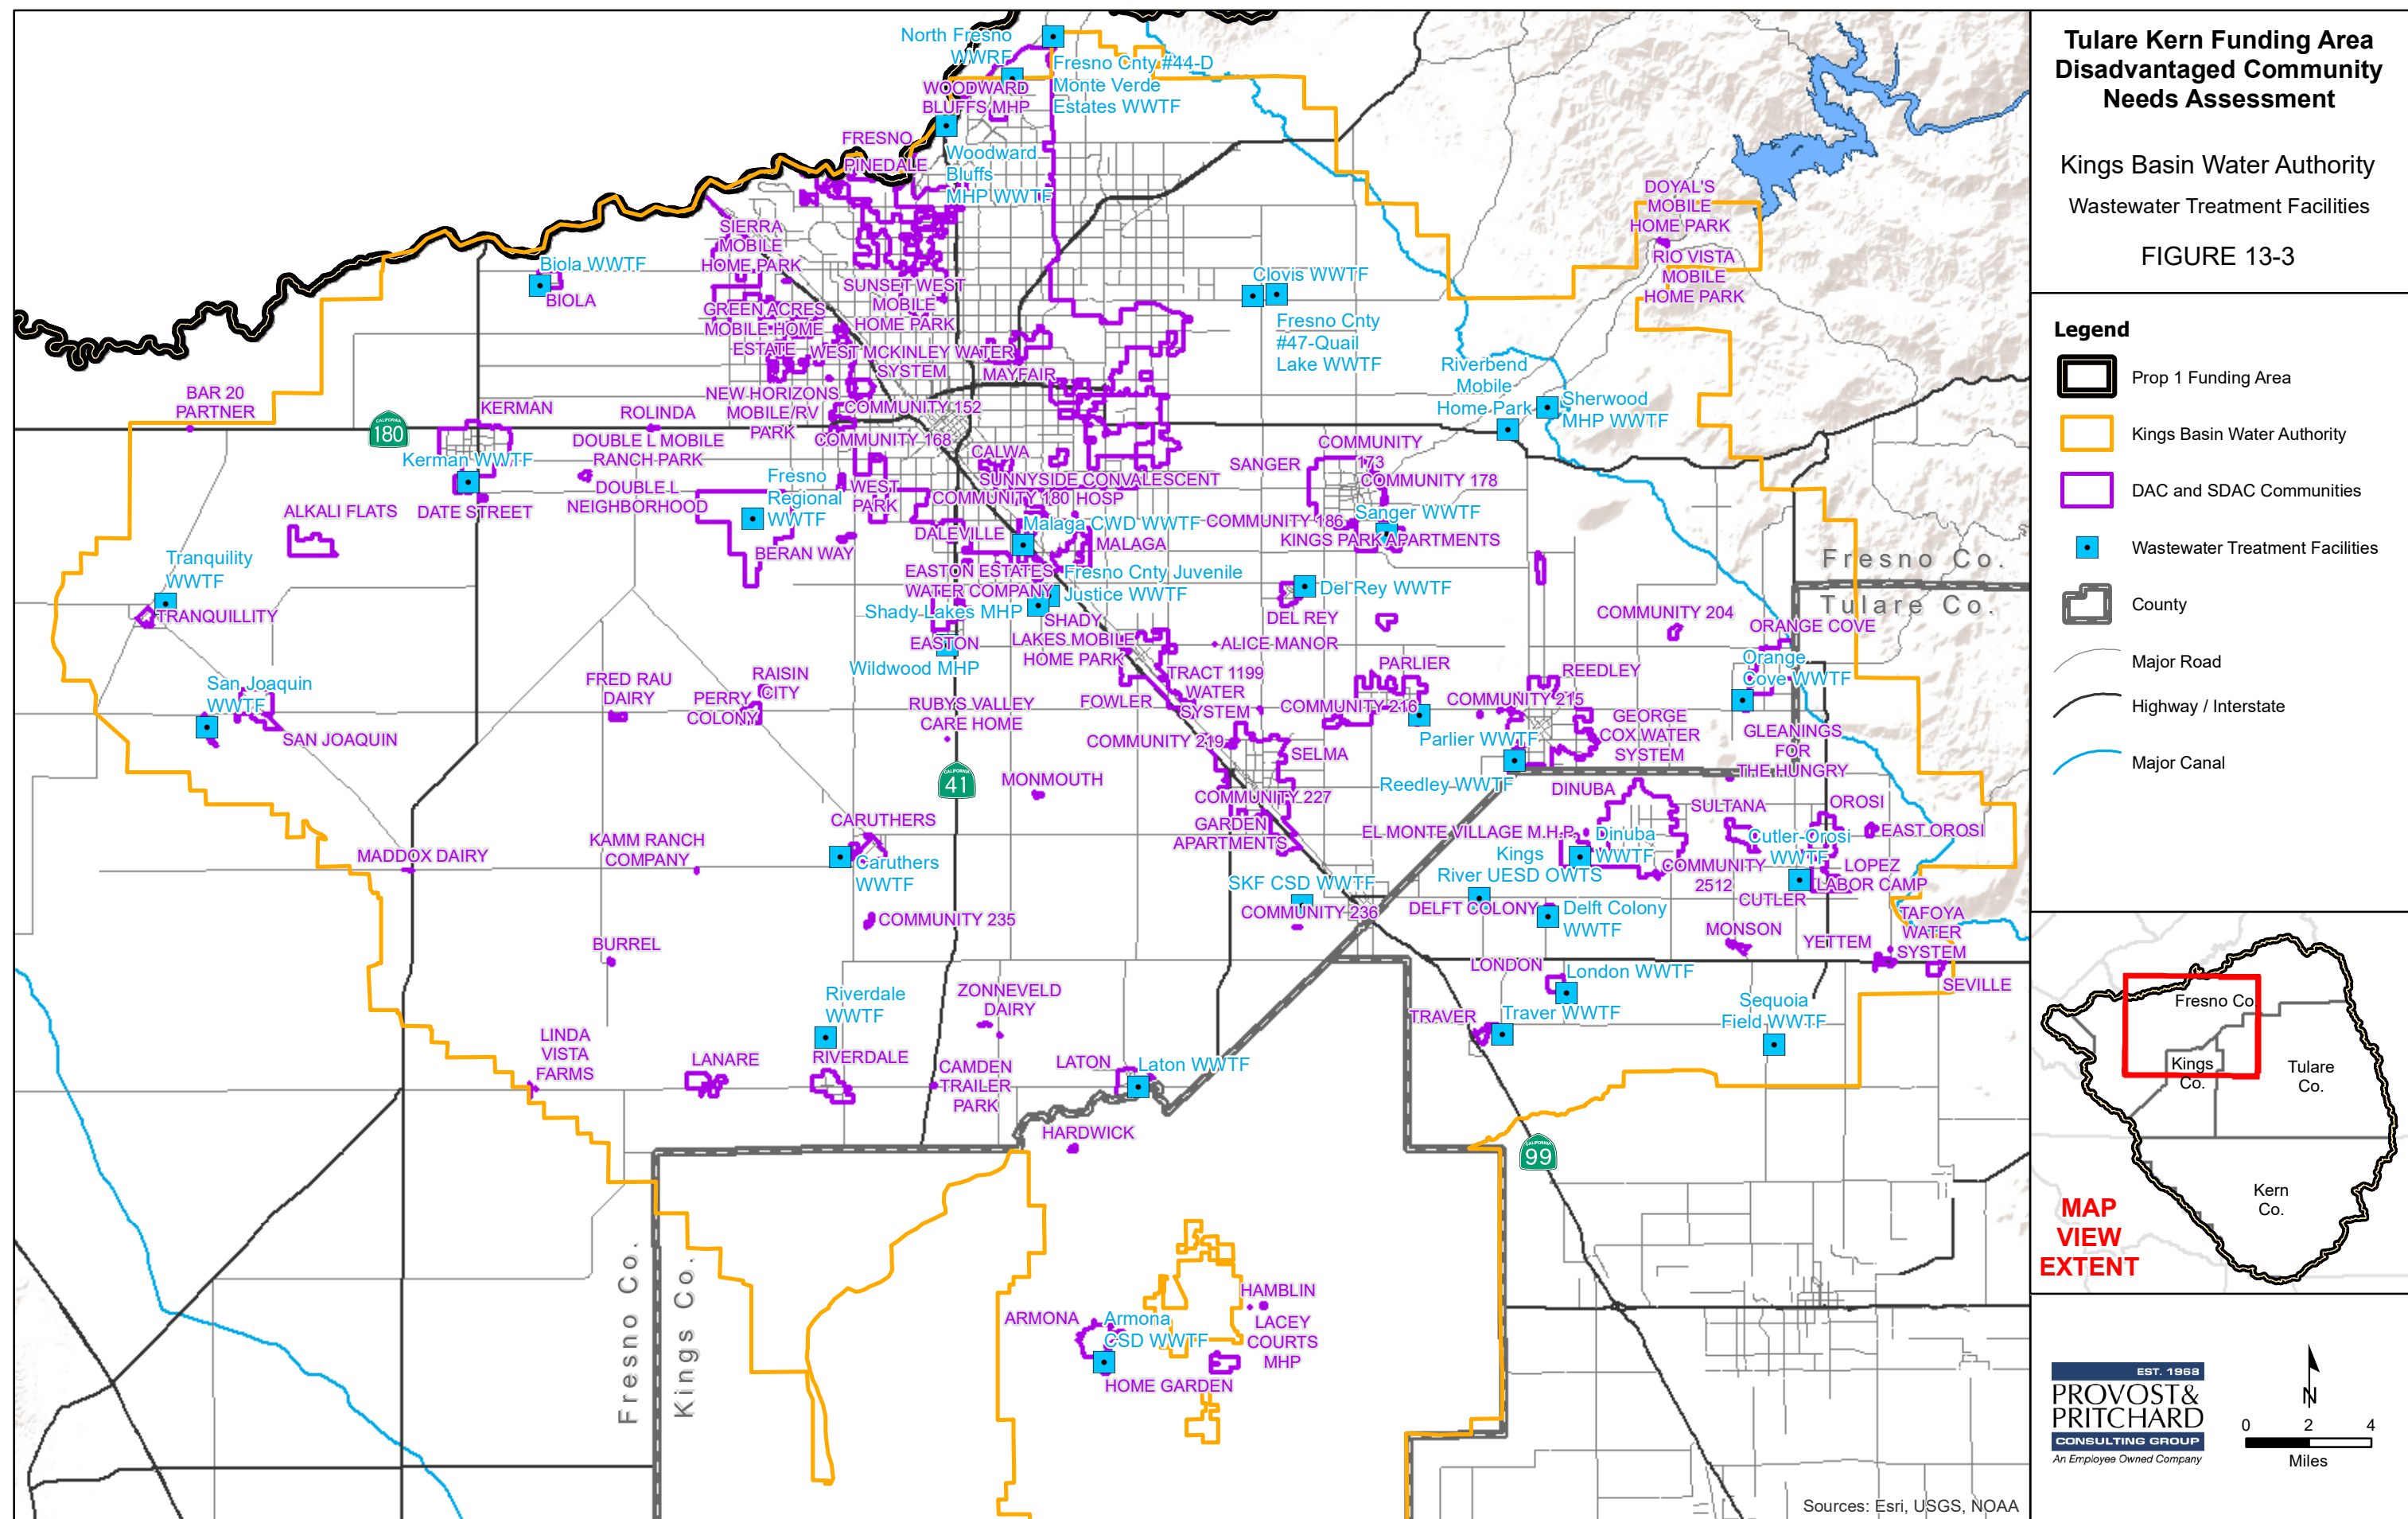 Tulare Kern Funding Area
Disadvantaged Community
Needs Assessment
Kings Basin Water Authority
Wastewater Treatment Facilities
FIGURE 13-3
Legend
Prop 1 Funding Area
Kings Basin Water Authority
DAC and SDAC Communities
Wastewater Treatment Facilities
County
Major Road
Highway / Interstate
Major Canal
Fresno Co.
Kings
Co.
Tulare
Co.
Kern
Co.
MAP
VIEW
EXTENT
EST. 1968
PROVOST&
PRITCHARD
CONSULTING GROUP
An Employee Owned Company
N
0 2 4
Miles
North Fresno
WWRF
Fresno Cnty #44-D
Monte Verde
Estates WWTF
WOODWARD
BLUFFS MHP
FRESNO
PINEDALE
Woodward
Bluffs
MHP WWTF
SIERRA
MOBILE
HOME PARK
Biola WWTF
BIOLA
SUNSET WEST
MOBILE
HOME PARK
GREEN ACRES
MOBILE HOME
ESTATE
WEST MCKINLEY WATER
SYSTEM
MAYFAIR
Clovis WWTF
Fresno Cnty
#47-Quail
Lake WWTF
DOYAL'S
MOBILE
HOME PARK
RIO VISTA
MOBILE
HOME PARK
Riverbend
Mobile
Home Park
Sherwood
MHP WWTF
BAR 20
PARTNER
CALIFORNIA
180
KERMAN
Kerman WWTF
ROLINDA
NEW HORIZONS
MOBILE/RV
PARK
COMMUNITY 152
COMMUNITY 168
DOUBLE L MOBILE
RANCH PARK
DOUBLE L
NEIGHBORHOOD
DATE STREET
ALKALI FLATS
Fresno
Regional
WWTF
WEST
PARK
BERAN WAY
CALWA
SUNNYSIDE CONVALESCENT
HOSP
COMMUNITY 180
DALEVILLE
Malaga CWD WWTF
MALAGA
SANGER
COMMUNITY
173
COMMUNITY 178
Sanger WWTF
COMMUNITY 186
KINGS PARK APARTMENTS
Fresno Co.
Tulare Co.
Tranquility
WWTF
TRANQUILLITY
EASTON ESTATES
WATER COMPANY
Fresno Cnty Juvenile
Justice WWTF
Shady Lakes MHP
SHADY
LAKES MOBILE
HOME PARK
EASTON
Wildwood MHP
Del Rey WWTF
DEL REY
ALICE MANOR
COMMUNITY 204
ORANGE COVE
Orange
Cove WWTF
San Joaquin
WWTF
SAN JOAQUIN
FRED RAU
DAIRY
PERRY
COLONY
RAISIN
CITY
RUBYS VALLEY
CARE HOME
FOWLER
TRACT 1199
WATER
SYSTEM
PARLIER
COMMUNITY 216
Parlier WWTF
REEDLEY
COMMUNITY 215
GEORGE
COX WATER
SYSTEM
Reedley WWTF
GLEANINGS
FOR
THE HUNGRY
COMMUNITY 219
SELMA
CALIFORNIA
41
MONMOUTH
COMMUNITY 227
GARDEN
APARTMENTS
DINUBA
SULTANA
OROSI
EAST OROSI
EL MONTE VILLAGE M.H.P.
Dinuba
WWTF
Cutler-Orosi
WWTF
Kings
River UESD OWTS
COMMUNITY
2512
LOPEZ
LABOR CAMP
CUTLER
MADDOX DAIRY
KAMM RANCH
COMPANY
CARUTHERS
Caruthers
WWTF
SKF CSD WWTF
COMMUNITY 236
DELFT COLONY
Delft Colony
WWTF
COMMUNITY 235
BURREL
MONSON
YETTEM
TAFOYA
WATER
SYSTEM
SEVILLE
LONDON
London WWTF
TRAVER
Traver WWTF
Sequoia
Field WWTF
Riverdale
WWTF
RIVERDALE
ZONNEVELD
DAIRY
LINDA
VISTA
FARMS
LANARE
CAMDEN
TRAILER
PARK
LATON
Laton WWTF
HARDWICK
CALIFORNIA
99
Fresno Co.
Kings Co.
ARMONA
Armona
CSD WWTF
HAMBLIN
LACEY
COURTS
MHP
HOME GARDEN
Sources: Esri, USGS, NOAA